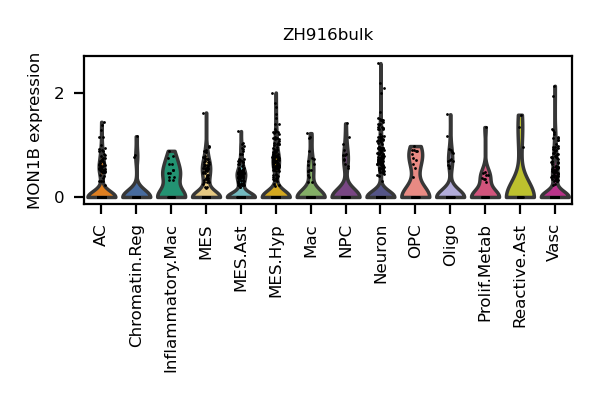 ZH916bulk
MON1B expression
2
0
AC
Chromatin.Reg
Inflammatory.Mac
MES
MES.Ast
MES.Hyp
Mac
NPC
Neuron
OPC
Oligo
Prolif.Metab
Reactive.Ast
Vasc